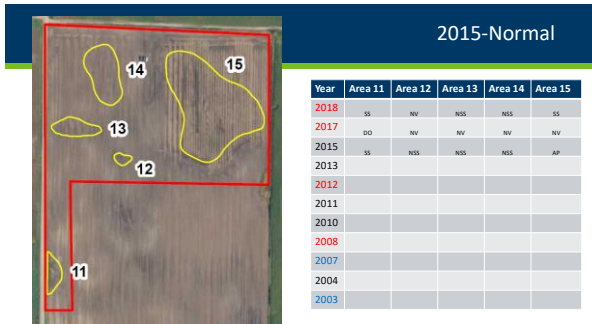 2015-Normal
14
15
13
12
11
Year Area 11 Area 12 Area 13 Area 14 Area 15
2018 SS NV NSS NSS SS
2017 DO NV NV NV NV
2015 SS NSS NSS NSS AP
2013
2012
2011
2010
2008
2007
2004
2003